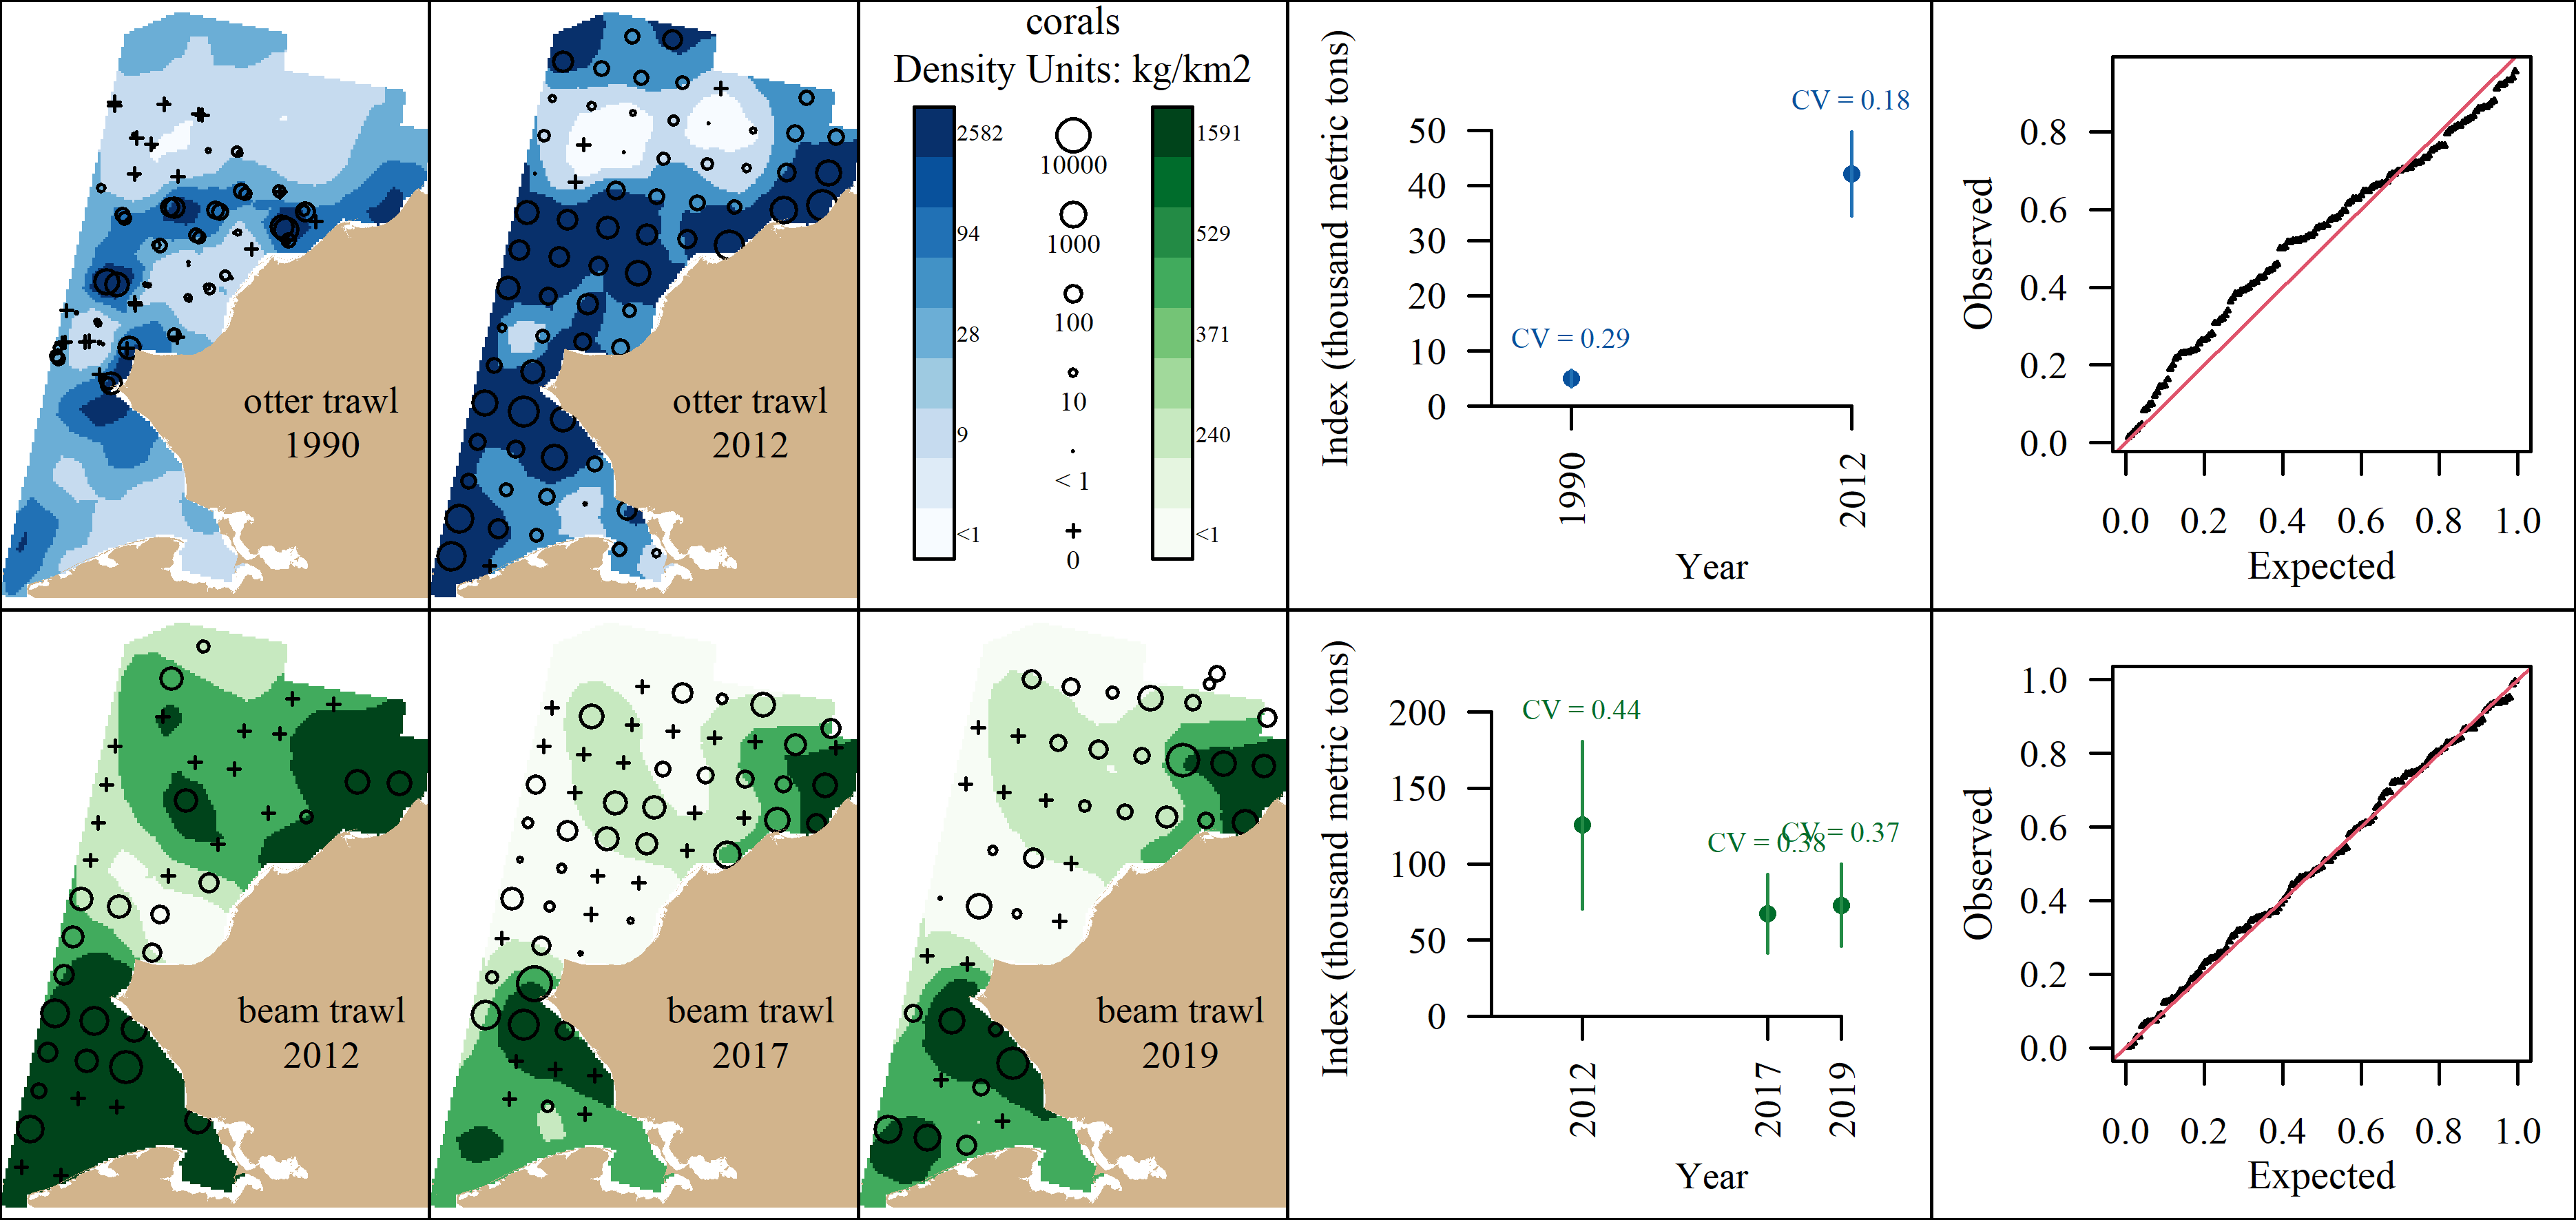 otter trawl
1990
otter trawl
2012
corals
Density Units: kg/km2
2582
94
28
9
<1
10000
1000
100
10
< 1
0
1591
529
371
240
<1
Index (thousand metric tons)
50
40
30
20
10
0
CV = 0.29
CV = 0.18
1990
2012
Year
Observed
0.8
0.6
0.4
0.2
0.0
0.0 0.2 0.4 0.6 0.8 1.0
Expected
beam trawl
2012
beam trawl
2017
beam trawl
2019
Index (thousand metric tons)
200
150
100
50
0
CV = 0.44
CV = 0.38
CV = 0.37
2012
2017
2019
Year
Observed
1.0
0.8
0.6
0.4
0.2
0.0
0.0 0.2 0.4 0.6 0.8 1.0
Expected